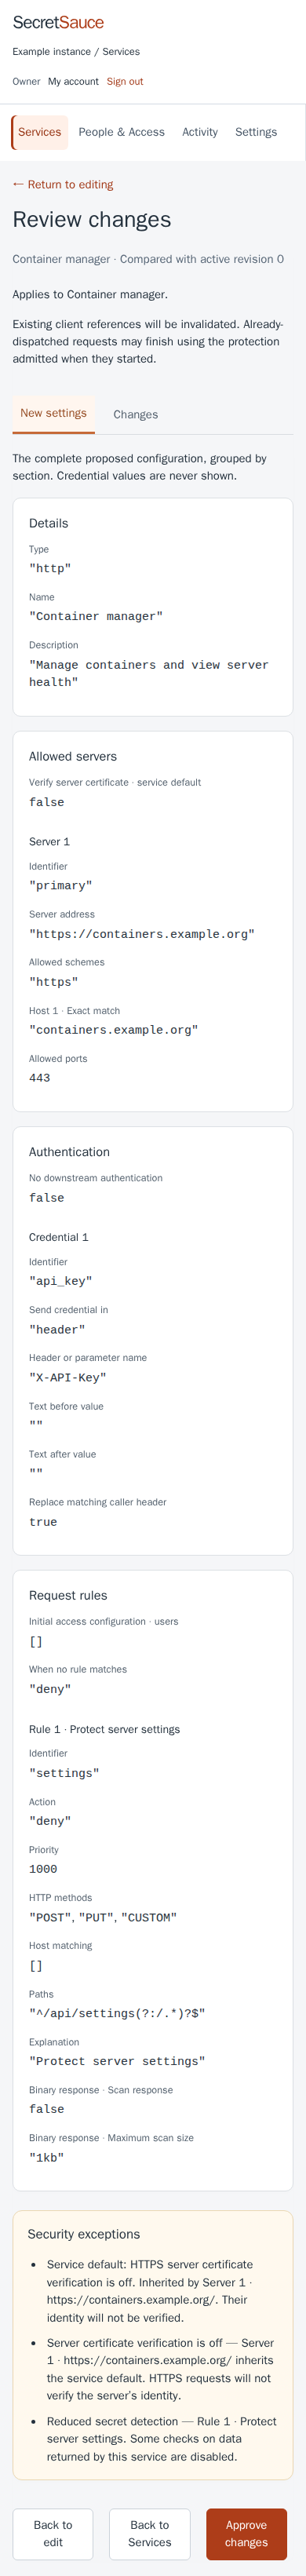 SecretSauce
Example instance / Services
Owner My account Sign out
Services People & Access Activity Settings
← Return to editing
Review changes
Container manager · Compared with active revision 0
Applies to Container manager.
Existing client references will be invalidated. Already-
dispatched requests may finish using the protection
admitted when they started.
New settings Changes
The complete proposed configuration, grouped by
section. Credential values are never shown.
Details
Type
"http"
Name
"Container manager"
Description
"Manage containers and view server
health"
Allowed servers
Verify server certificate · service default
false
Server 1
Identifier
"primary"
Server address
"https://containers.example.org"
Allowed schemes
"https"
Host 1 · Exact match
"containers.example.org"
Allowed ports
443
Authentication
No downstream authentication
false
Credential 1
Identifier
"api_key"
Send credential in
"header"
Header or parameter name
"X-API-Key"
Text before value
""
Text after value
""
Replace matching caller header
true
Request rules
Initial access configuration · users
[]
When no rule matches
"deny"
Rule 1 · Protect server settings
Identifier
"settings"
Action
"deny"
Priority
1000
HTTP methods
"POST", "PUT", "CUSTOM"
Host matching
[]
Paths
"^/api/settings(?:/.*)?$"
Explanation
"Protect server settings"
Binary response · Scan response
false
Binary response · Maximum scan size
"1kb"
Security exceptions
• Service default: HTTPS server certificate
verification is off. Inherited by Server 1 ·
https://containers.example.org/. Their
identity will not be verified.
• Server certificate verification is off — Server
1 · https://containers.example.org/ inherits
the service default. HTTPS requests will not
verify the server's identity.
• Reduced secret detection — Rule 1 · Protect
server settings. Some checks on data
returned by this service are disabled.
Back to
edit
Back to
Services
Approve
changes